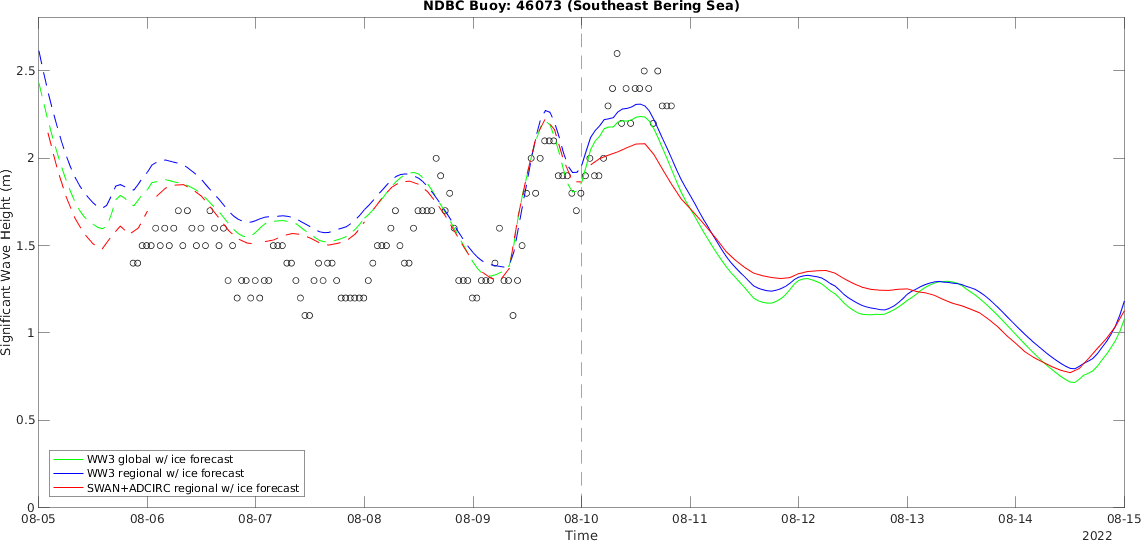 NDBC Buoy: 46073 (Southeast Bering Sea)
Significant Wave Height (m)
2.5
2
1.5
1
0.5
0
WW3 global w/ ice forecast
WW3 regional w/ ice forecast
SWAN+ADCIRC regional w/ ice forecast
08-05 08-06 08-07 08-08 08-09 08-10 08-11 08-12 08-13 08-14 08-15
Time
2022